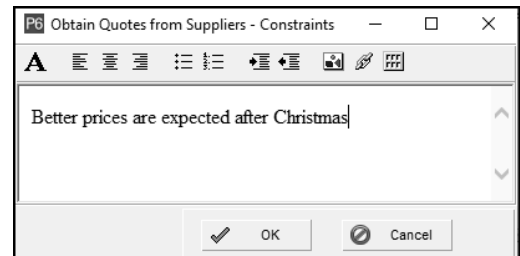 P6 Obtain Quotes from Suppliers - Constraints
A
Better prices are expected after Christmas
OK Cancel